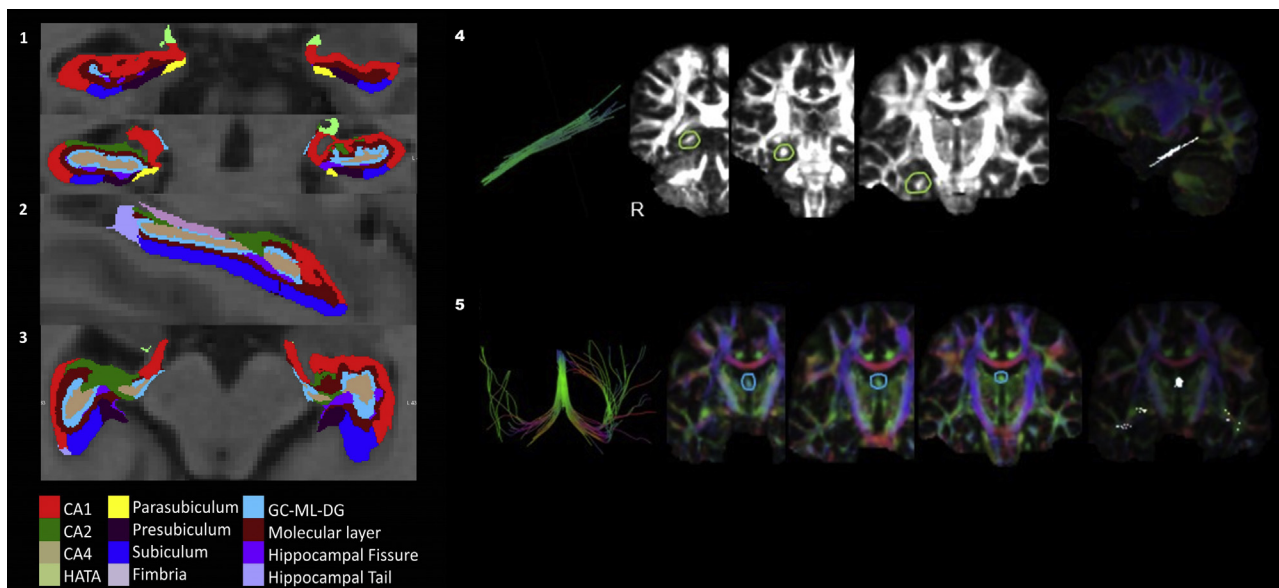 1
2
3
CA1
CA2
CA4
HATA
Parasubiculum
Presubiculum
Subiculum
Fimbria
GC-ML-DG
Molecular layer
Hippocampal Fissure
Hippocampal Tail
4
R
5